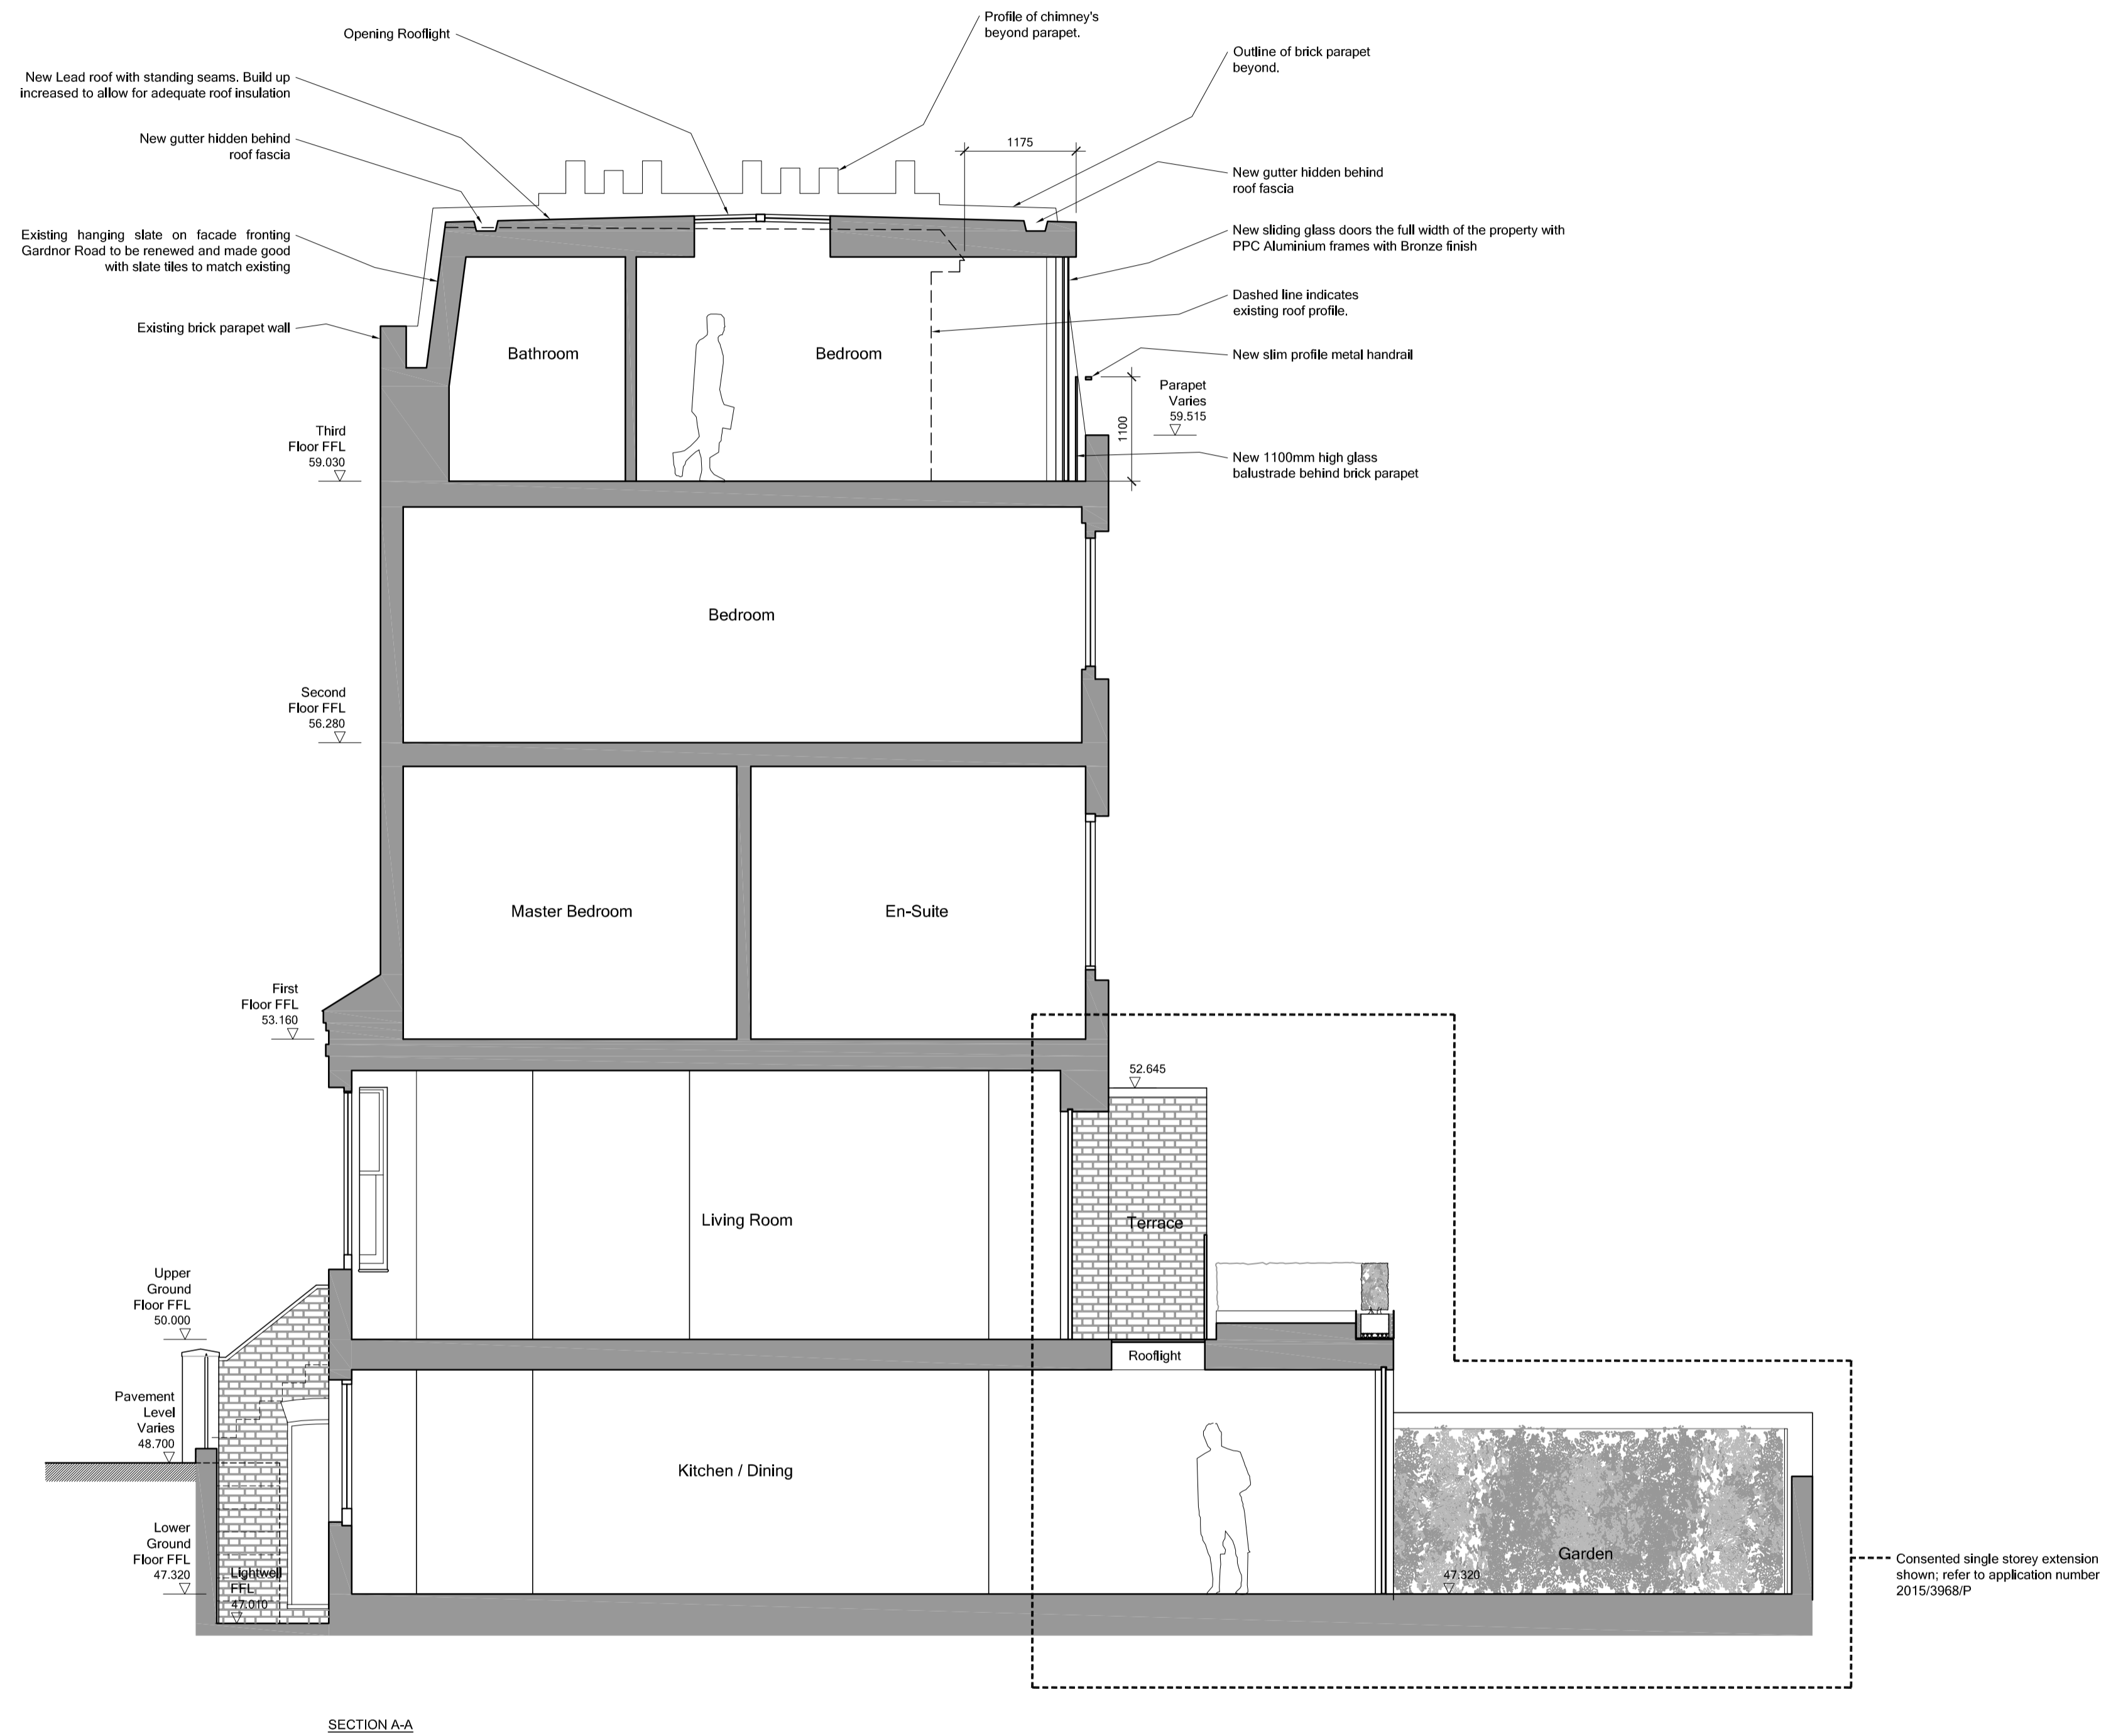 Profile of chimney's
beyond parapet.
Opening Rooflight
Outline of brick parapet
beyond.
New Lead roof with standing seams. Build up
increased to allow for adequate roof insulation
New gutter hidden behind
roof fascia
1175
New gutter hidden behind
roof fascia
Existing hanging slate on facade fronting
Gardnor Road to be renewed and made good
with slate tiles to match existing
New sliding glass doors the full width of the property with
PPC Aluminium frames with Bronze finish
Dashed line indicates
existing roof profile.
Existing brick parapet wall
Bathroom
Bedroom
New slim profile metal handrail
Parapet
Varies
59.515
1100
Third
Floor FFL
59.030
New 1100mm high glass
balustrade behind brick parapet
Bedroom
Second
Floor FFL
56.280
Master Bedroom
En-Suite
First
Floor FFL
53.160
52.645
Living Room
Terrace
Upper
Ground
Floor FFL
50.000
Rooflight
Pavement
Level
Varies
48.700
Kitchen / Dining
Lower
Ground
Floor FFL
47.320
Lightwell
FFL
47.010
Garden
47.320
Consented single storey extension
shown; refer to application number
2015/3968/P
SECTION A-A